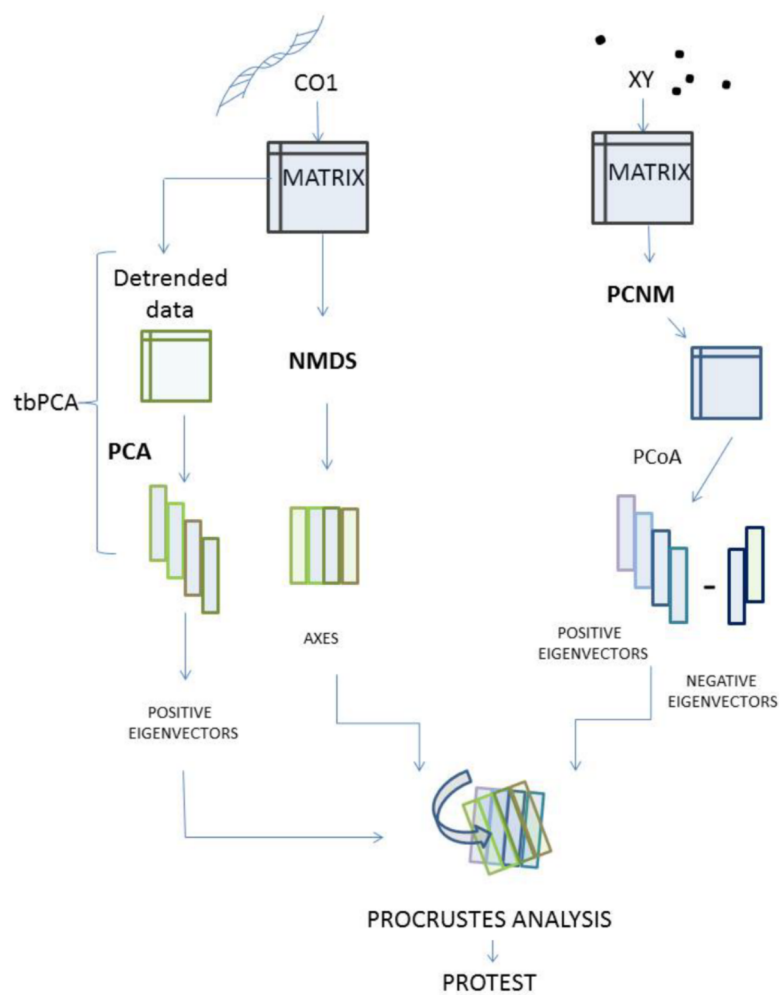 CO1
XY
MATRIX
MATRIX
Detrended
data
PCNM
NMDS
tbPCA
PCA
PCoA
-
AXES
POSITIVE
EIGENVECTORS
NEGATIVE
EIGENVECTORS
POSITIVE
EIGENVECTORS
PROCRUSTES ANALYSIS
PROTEST